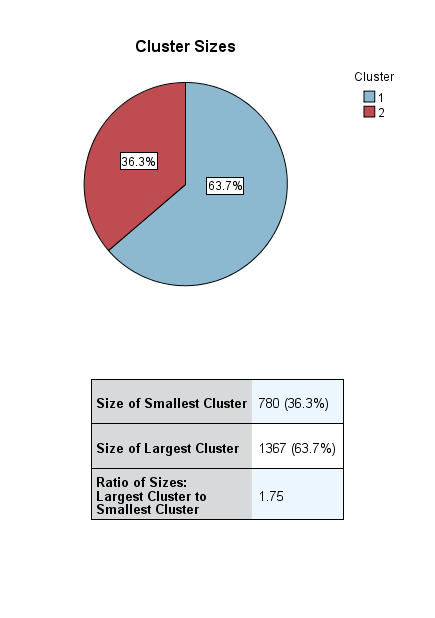 Cluster Sizes
Cluster
1
2
36.3%
63.7%
Size of Smallest Cluster 780 (36.3%)
Size of Largest Cluster 1367 (63.7%)
Ratio of Sizes:
Largest Cluster to
Smallest Cluster
1.75